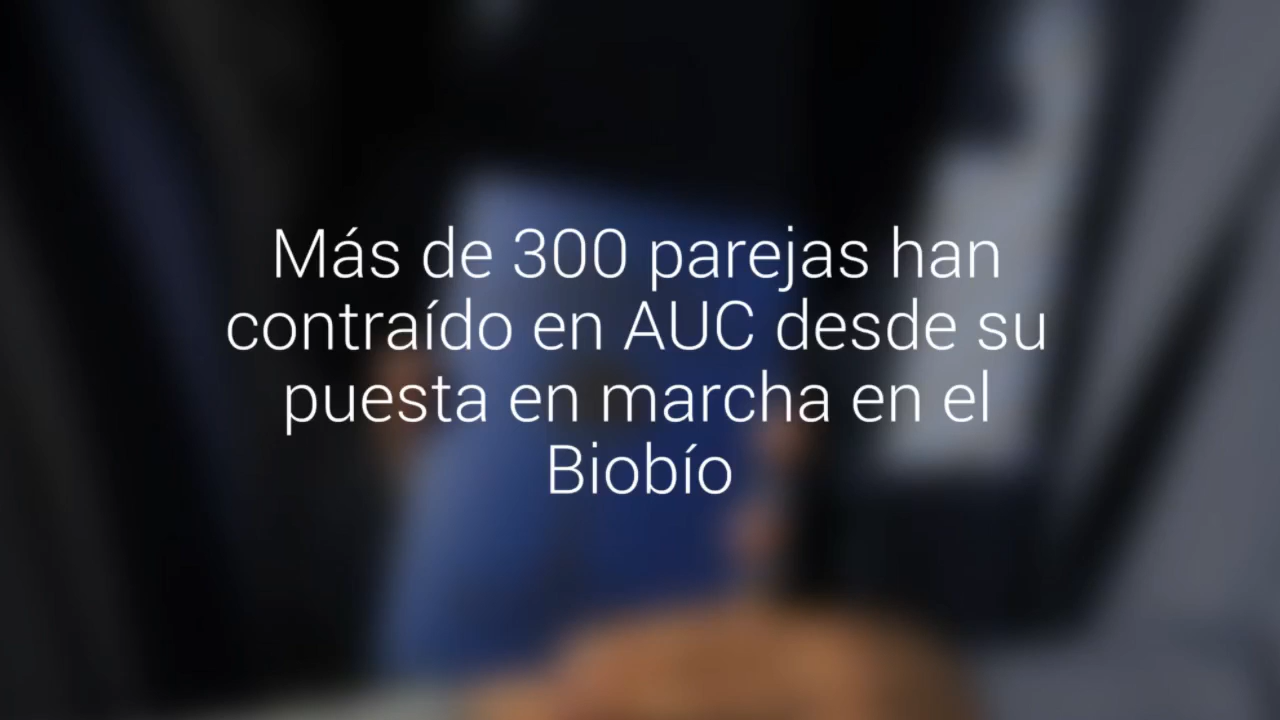 Más de 300 parejas han
contraído en AUC desde su
puesta en marcha en el
Biobío